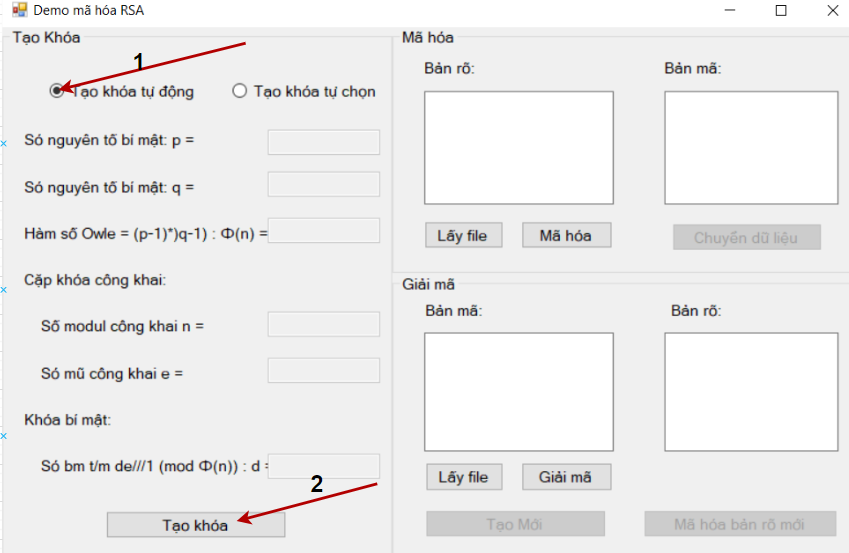 Demo mã hóa RSA
Tạo Khóa
1
Tạo khóa tự động
Tạo khóa tự chọn
Só nguyên tố bí mật: p =
Só nguyên tố bí mật: q =
Hàm số Owle = (p-1)*)q-1) : Φ(n) =
Cặp khóa công khai:
Số modul công khai n =
Só mũ công khai e =
Khóa bí mật:
Só bm t/m de///1 (mod Φ(n)) : d =
2
Tạo khóa
Mã hóa
Bản rõ:
Bản mã:
Lấy file
Mã hóa
Chuyển dữ liệu
Giải mã
Bản mã:
Bản rõ:
Lấy file
Giải mã
Tạo Mới
Mã hóa bản rõ mới